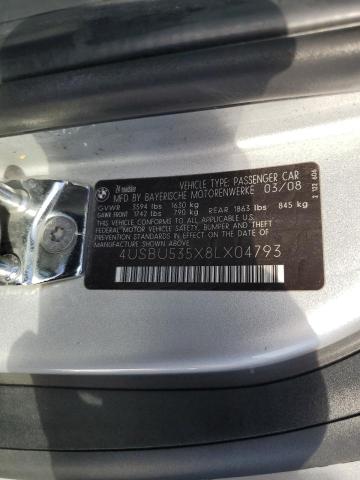 BMW
VEHICLE TYPE: PASSENGER CAR
MFD BY BAYERISCHE MOTORENWERKE 03/08
GVWR 3594 lbs 1630 kg
GAWR FRONT 1742 lbs 790 kg REAR 1863 lbs 845 kg
THIS VEHICLE CONFORMS TO ALL APPLICABLE
FEDERAL MOTOR VEHICLE SAFETY, BUMPER, AND
THEFT PREVENTION STANDARDS IN EFFECT ON THE
DATE OF MANUFACTURE SHOWN ABOVE.
4USBU535X8LX04793